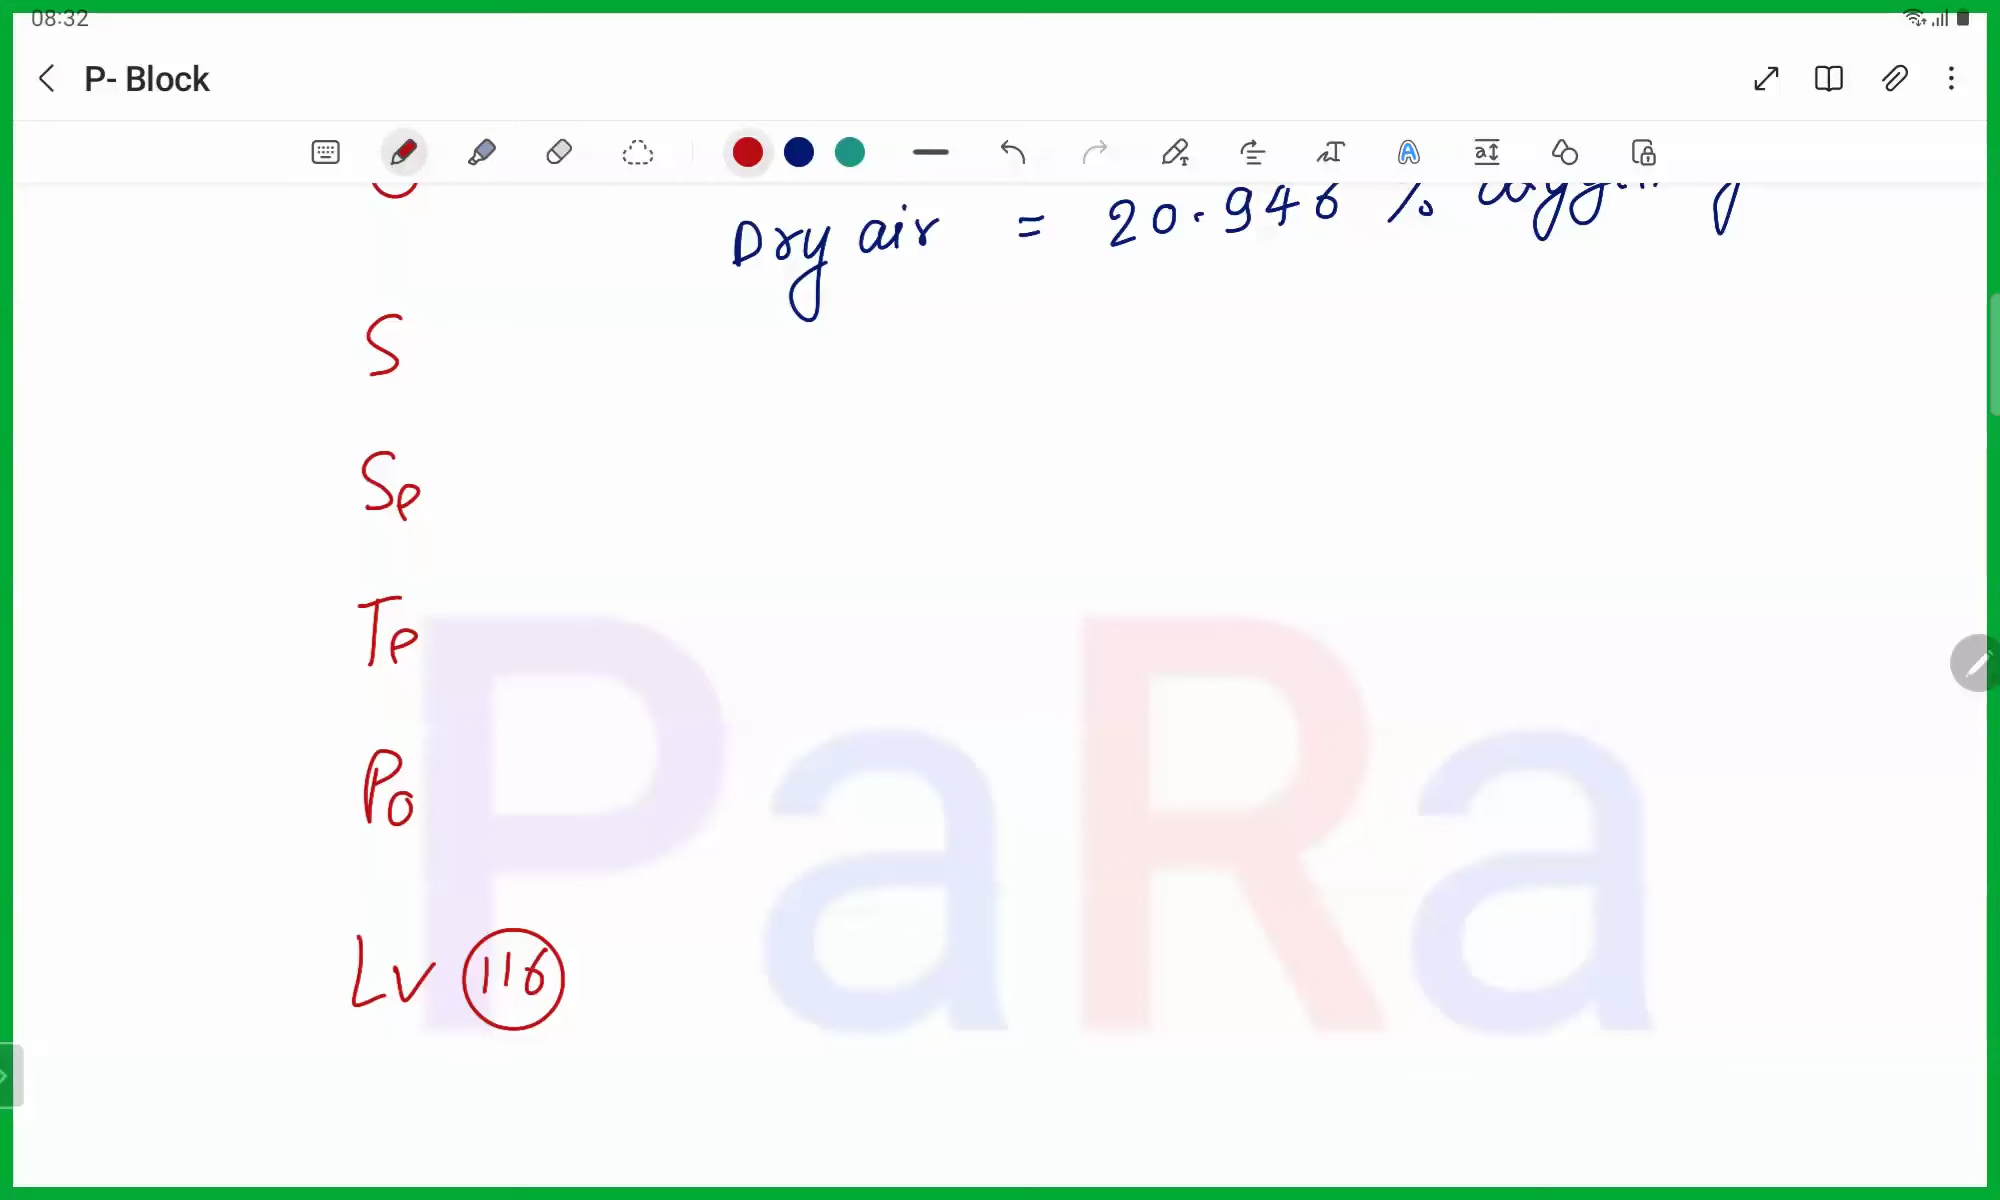 08:32
P- Block
Dry air = 20.946 %
S
Se
Te
Po
Lv 116
PaRa